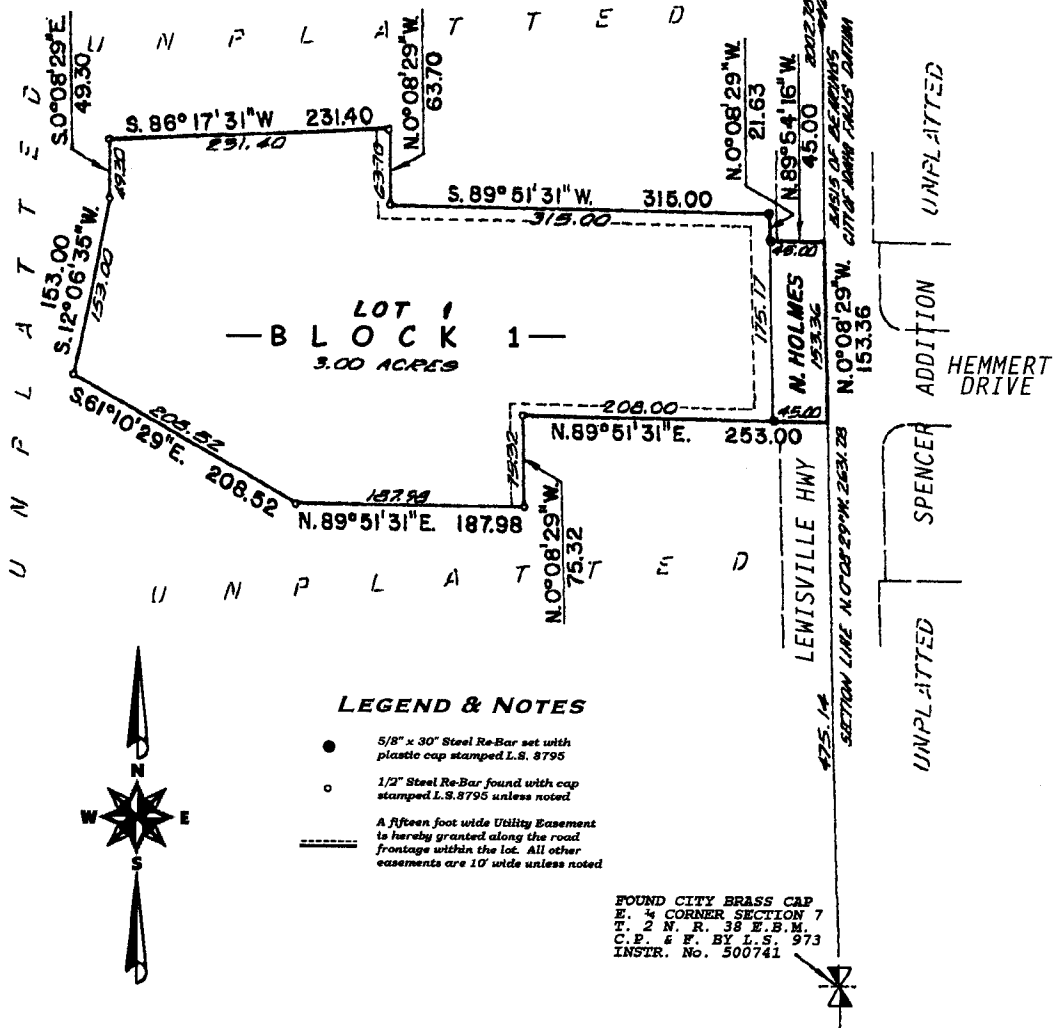 U N P L A T T E D
S.0°08'29"E.
49.30
N.0°08'29"W.
63.70
N.0°08'29"W.
21.63
N.89°54'16"W.
45.00
2002.75
BASIS OF BEARINGS
CITY OF IDAHO FALLS DATUM
UNPLATTED
U N P L A T T E D
S. 86°17'31"W 231.40
231.40
49.30
63.70
S. 89°51'31"W. 315.00
315.00
45.00
153.00
S.12°06'35"W.
153.00
LOT 1
BLOCK 1
3.00 ACRES
175.17
N. HOLMES
153.36
N.0°08'29"W.
153.36
SPENCER ADDITION
HEMMERT
DRIVE
208.52
S.61°10'29"E. 208.52
208.00
45.00
N.89°51'31"E. 253.00
75.32
187.98
N.89°51'31"E. 187.98
N.0°08'29"W.
75.32
U N P L A T T E D
LEWISVILLE HWY
SECTION LINE N.0°08'29"W. 2631.28
475.14
UNPLATTED
LEGEND & NOTES
5/8" x 30" Steel Re-Bar set with
plastic cap stamped L.S. 8795
1/2" Steel Re-Bar found with cap
stamped L.S.8795 unless noted
A fifteen foot wide Utility Easement
is hereby granted along the road
frontage within the lot. All other
easements are 10' wide unless noted
N
W E
S
FOUND CITY BRASS CAP
E. ¼ CORNER SECTION 7
T. 2 N. R. 38 E.B.M.
C.P. & F. BY L.S. 973
INSTR. No. 500741